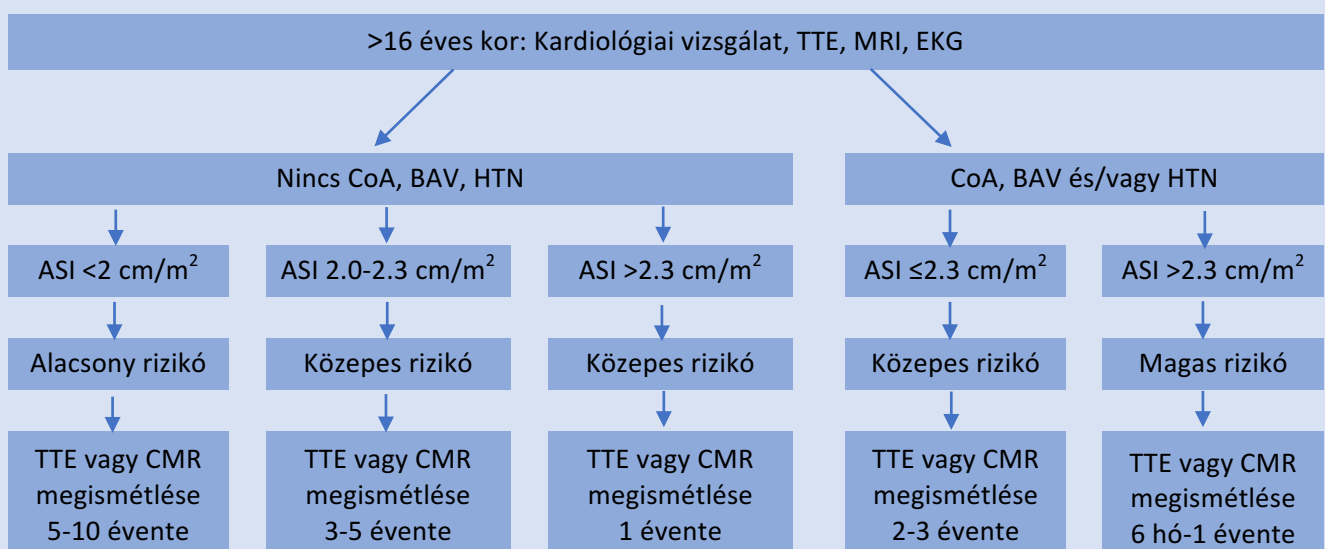 >16 éves kor: Kardiológiai vizsgálat, TTE, MRI, EKG
Nincs CoA, BAV, HTN
CoA, BAV és/vagy HTN
ASI <2 cm/m²
ASI 2.0-2.3 cm/m²
ASI >2.3 cm/m²
ASI ≤2.3 cm/m²
ASI >2.3 cm/m²
Alacsony rizikó
Közepes rizikó
Közepes rizikó
Közepes rizikó
Magas rizikó
TTE vagy CMR
megismétlése
5-10 évente
TTE vagy CMR
megismétlése
3-5 évente
TTE vagy CMR
megismétlése
1 évente
TTE vagy CMR
megismétlése
2-3 évente
TTE vagy CMR
megismétlése
6 hó-1 évente